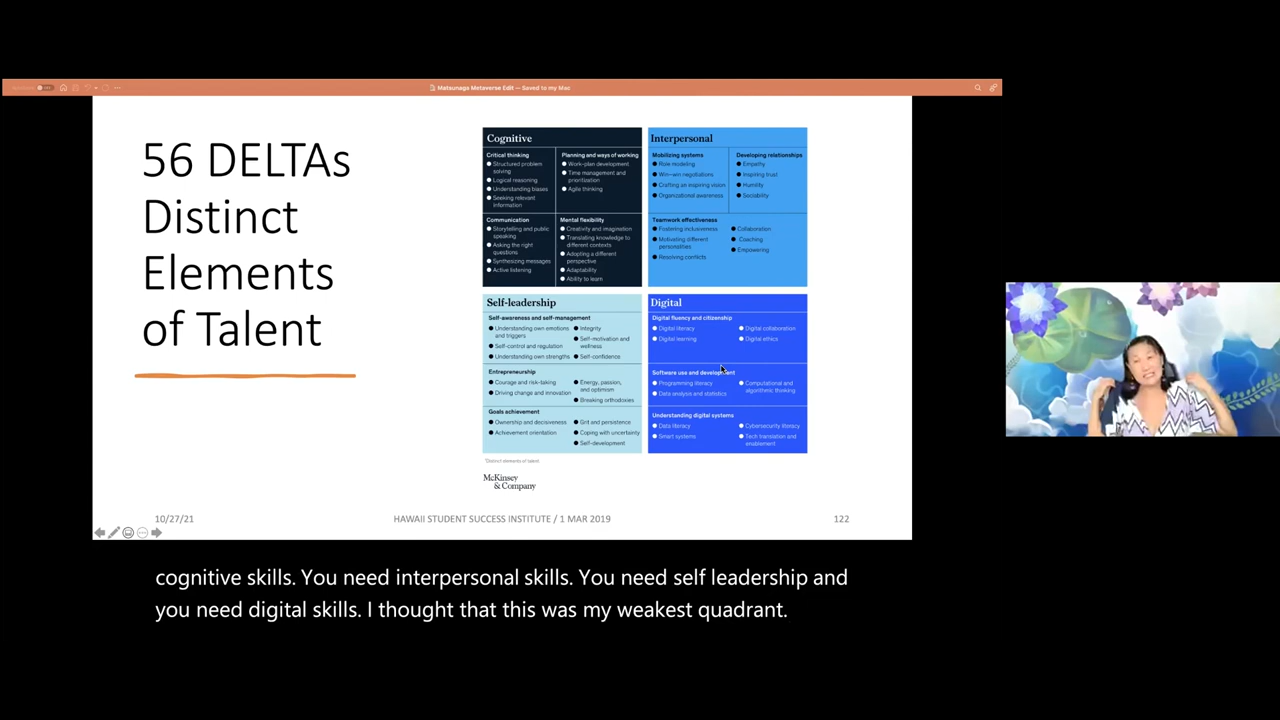 Matsunaga Metaverse Edit — Saved to my Mac
56 DELTAs
Distinct
Elements
of Talent
Cognitive
Critical thinking
Structured problem
solving
Logical reasoning
Understanding biases
Seeking relevant
information
Planning and ways of working
Work-plan development
Time management and
prioritization
Agile thinking
Communication
Storytelling and public
speaking
Asking the right
questions
Synthesizing messages
Active listening
Mental flexibility
Creativity and imagination
Translating knowledge to
different contexts
Adopting a different
perspective
Adaptability
Ability to learn
Interpersonal
Mobilizing systems
Role modeling
Win–win negotiations
Crafting an inspiring vision
Organizational awareness
Developing relationships
Empathy
Inspiring trust
Humility
Sociability
Teamwork effectiveness
Fostering inclusiveness
Motivating different
personalities
Resolving conflicts
Collaboration
Coaching
Empowering
Self-leadership
Self-awareness and self-management
Understanding own emotions
and triggers
Self-control and regulation
Understanding own strengths
Integrity
Self-motivation and
wellness
Self-confidence
Entrepreneurship
Courage and risk-taking
Driving change and innovation
Energy, passion,
and optimism
Breaking orthodoxies
Goals achievement
Ownership and decisiveness
Achievement orientation
Grit and persistence
Coping with uncertainty
Self-development
Digital
Digital fluency and citizenship
Digital literacy
Digital learning
Digital collaboration
Digital ethics
Software use and development
Programming literacy
Data analysis and statistics
Computational and
algorithmic thinking
Understanding digital systems
Data literacy
Smart systems
Cybersecurity literacy
Tech translation and
enablement
Distinct elements of talent
McKinsey
& Company
10/27/21
HAWAII STUDENT SUCCESS INSTITUTE / 1 MAR 2019
122
cognitive skills. You need interpersonal skills. You need self leadership and
you need digital skills. I thought that this was my weakest quadrant.